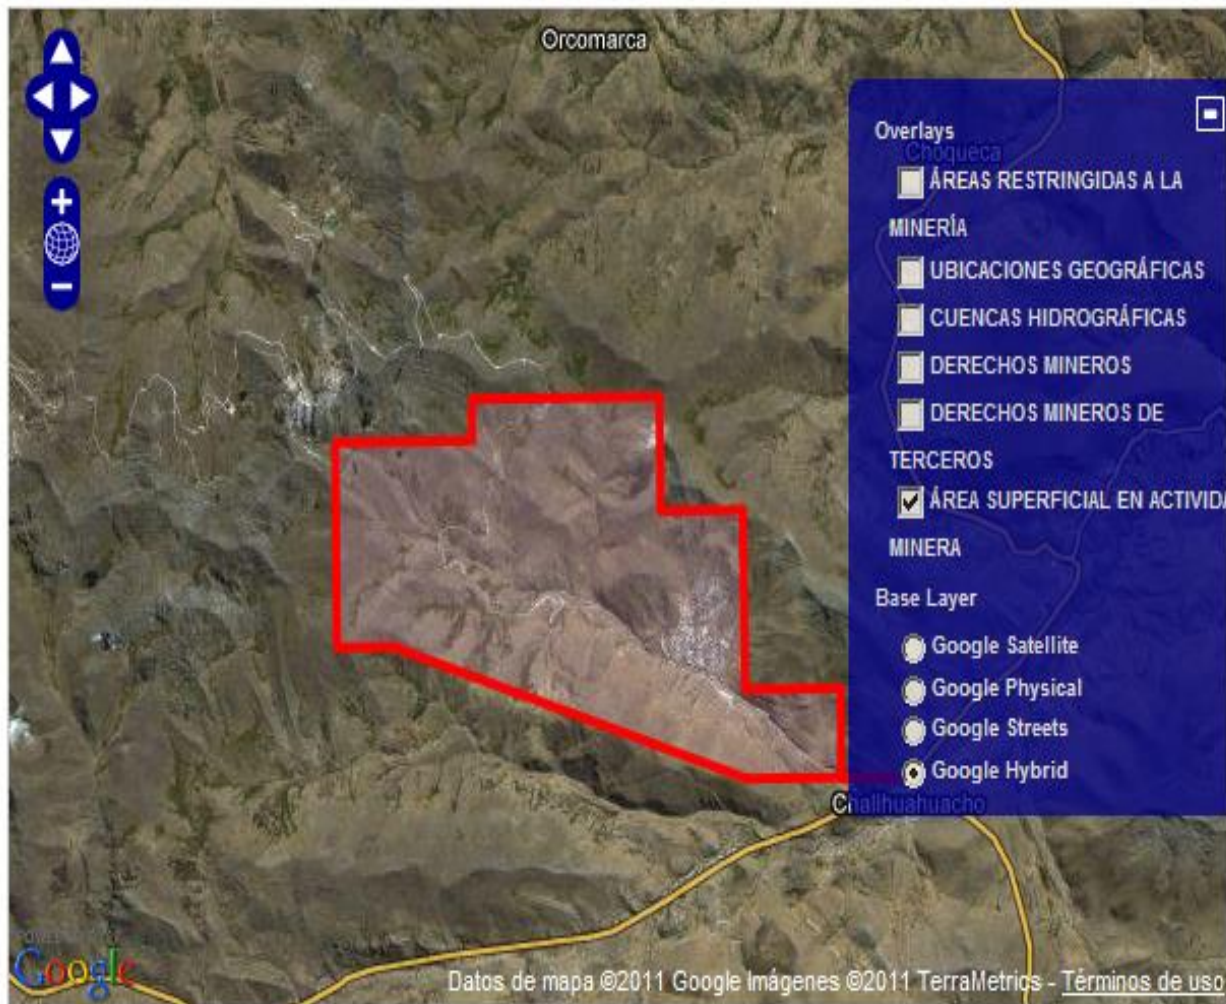 Orcomarca
Overlays
Choqueca
ÁREAS RESTRINGIDAS A LA
MINERÍA
UBICACIONES GEOGRÁFICAS
CUENCAS HIDROGRÁFICAS
DERECHOS MINEROS
DERECHOS MINEROS DE
TERCEROS
ÁREA SUPERFICIAL EN ACTIVIDA
MINERA
Base Layer
Google Satellite
Google Physical
Google Streets
Google Hybrid
Challhuahuacho
Google
Datos de mapa ©2011 Google Imágenes ©2011 TerraMetrics - Términos de uso